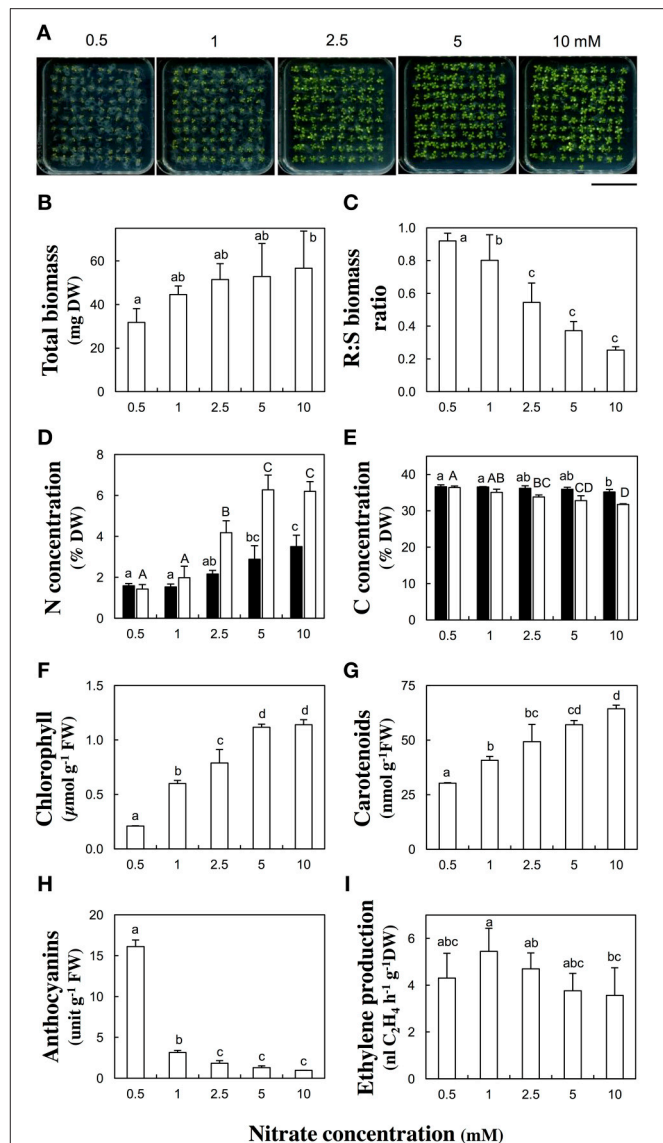 A
0.5 1 2.5 5 10 mM
B
Total biomass
(mg DW)
60
40
20
0
a ab ab ab b
0.5 1 2.5 5 10
C
R:S biomass
ratio
1.0
0.8
0.6
0.4
0.2
0.0
a b c c c
0.5 1 2.5 5 10
D
N concentration
(% DW)
8
6
4
2
0
a A a A ab B bc C c C
0.5 1 2.5 5 10
E
C concentration
(% DW)
50
40
30
20
10
0
a A a AB ab BC ab CD b D
0.5 1 2.5 5 10
F
Chlorophyll
(µmol g-1 FW)
1.5
1.0
0.5
0.0
a b c d d
0.5 1 2.5 5 10
G
Carotenoids
(nmol g-1FW)
75
50
25
0
a b bc cd d
0.5 1 2.5 5 10
H
Anthocyanins
(unit g-1 FW)
20
15
10
5
0
a b c c c
0.5 1 2.5 5 10
I
Ethylene production
(nl C2H4 h-1 g-1DW)
6
4
2
0
abc a ab abc bc
0.5 1 2.5 5 10
Nitrate concentration (mM)